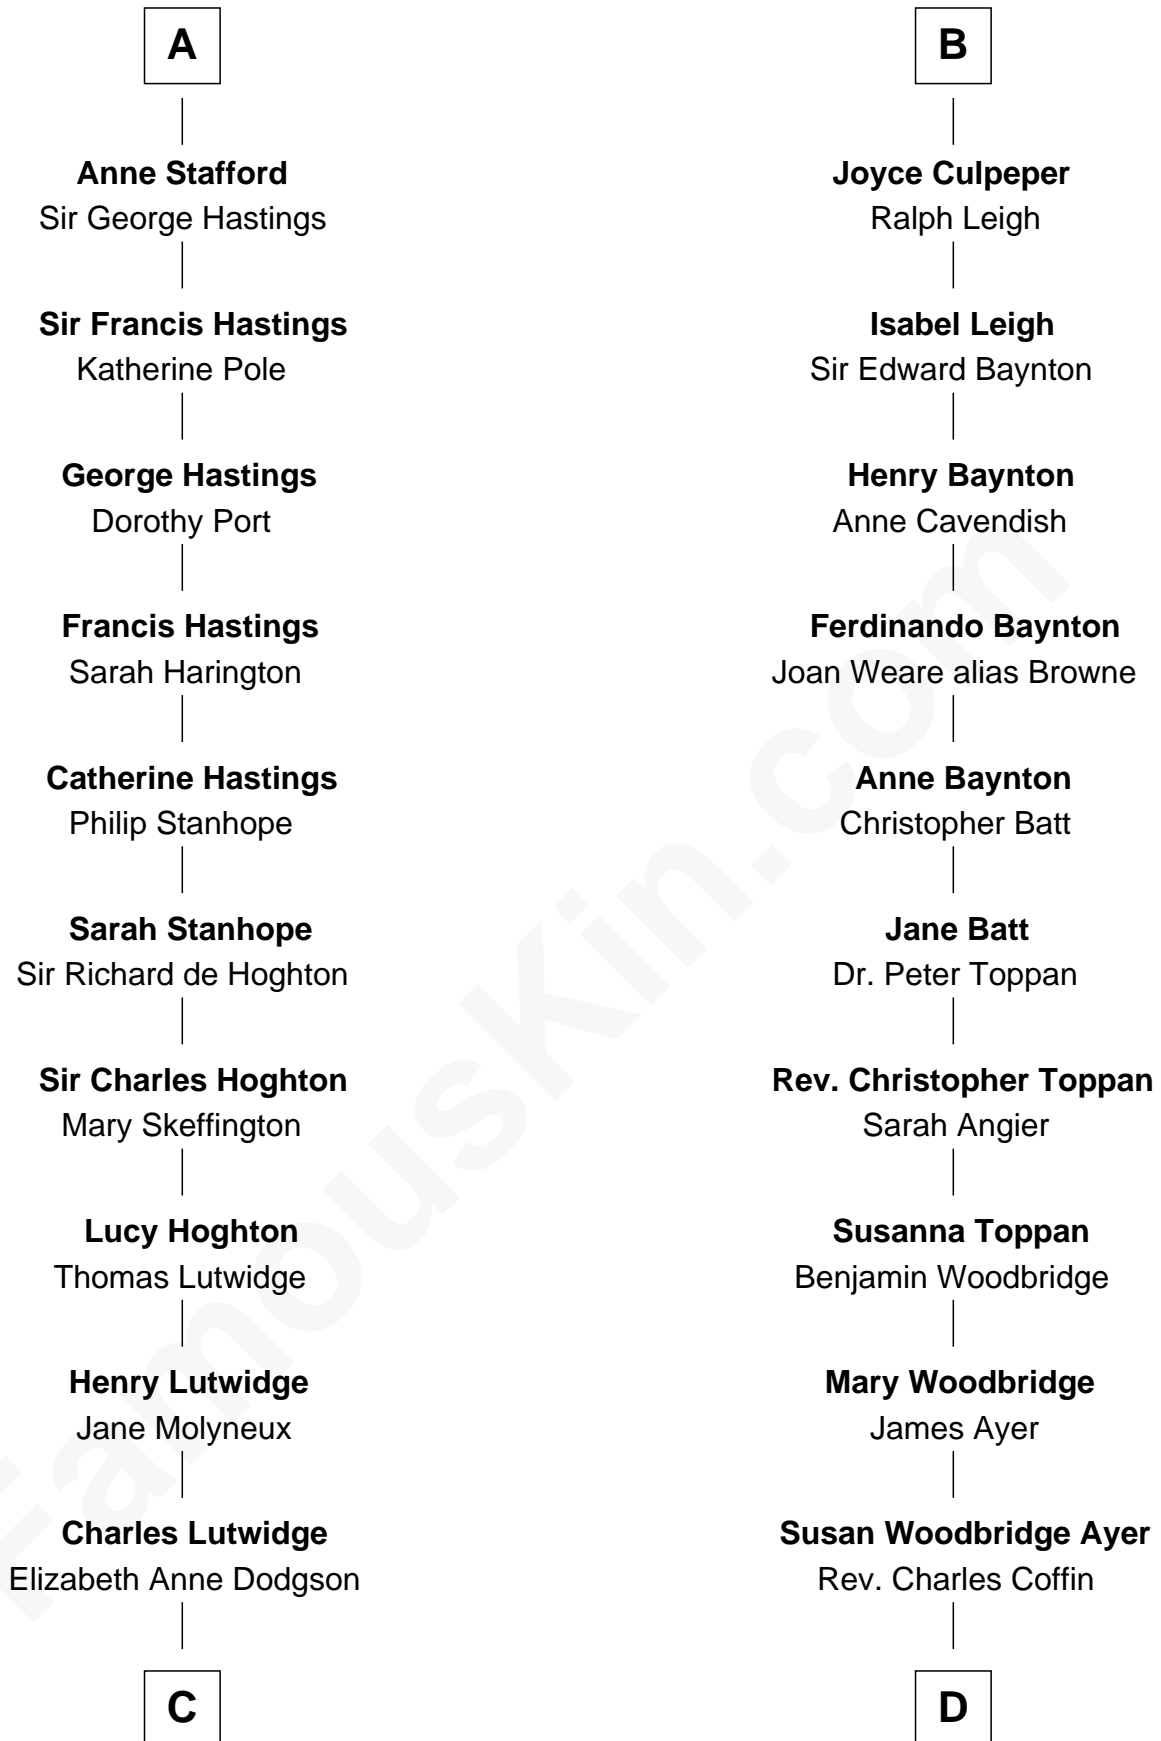 A
Anne Stafford
Sir George Hastings
Sir Francis Hastings
Katherine Pole
George Hastings
Dorothy Port
Francis Hastings
Sarah Harington
Catherine Hastings
Philip Stanhope
Sarah Stanhope
Sir Richard de Hoghton
Sir Charles Hoghton
Mary Skeffington
Lucy Hoghton
Thomas Lutwidge
Henry Lutwidge
Jane Molyneux
Charles Lutwidge
Elizabeth Anne Dodgson
C
B
Joyce Culpeper
Ralph Leigh
Isabel Leigh
Sir Edward Baynton
Henry Baynton
Anne Cavendish
Ferdinando Baynton
Joan Weare alias Browne
Anne Baynton
Christopher Batt
Jane Batt
Dr. Peter Toppan
Rev. Christopher Toppan
Sarah Angier
Susanna Toppan
Benjamin Woodbridge
Mary Woodbridge
James Ayer
Susan Woodbridge Ayer
Rev. Charles Coffin
D
FamousKin.com